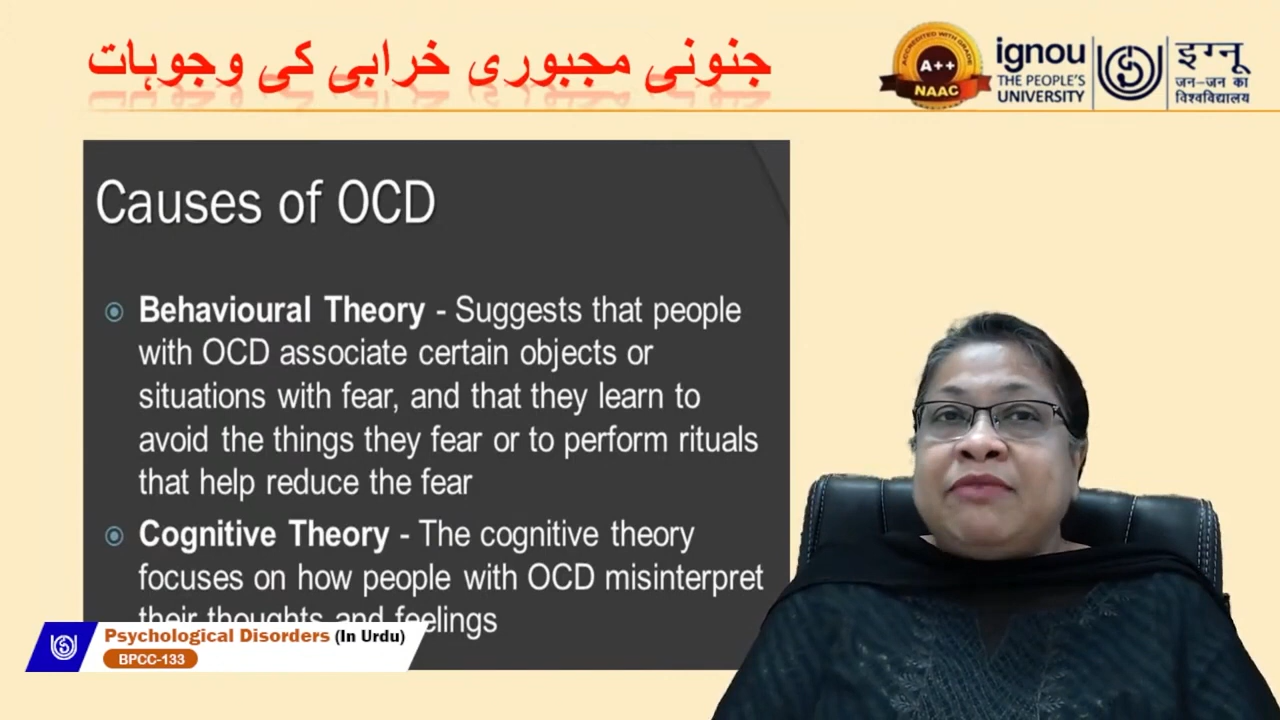 جنونی مجبوری خرابی کی وجوہات
ACCREDITED WITH GRADE
A++
NAAC
ignou
THE PEOPLE'S
UNIVERSITY
इग्नू
जन-जन का
विश्वविद्यालय
Causes of OCD
Behavioural Theory - Suggests that people
with OCD associate certain objects or
situations with fear, and that they learn to
avoid the things they fear or to perform rituals
that help reduce the fear
Cognitive Theory - The cognitive theory
focuses on how people with OCD misinterpret
their thoughts and feelings
Psychological Disorders (In Urdu)
BPCC-133